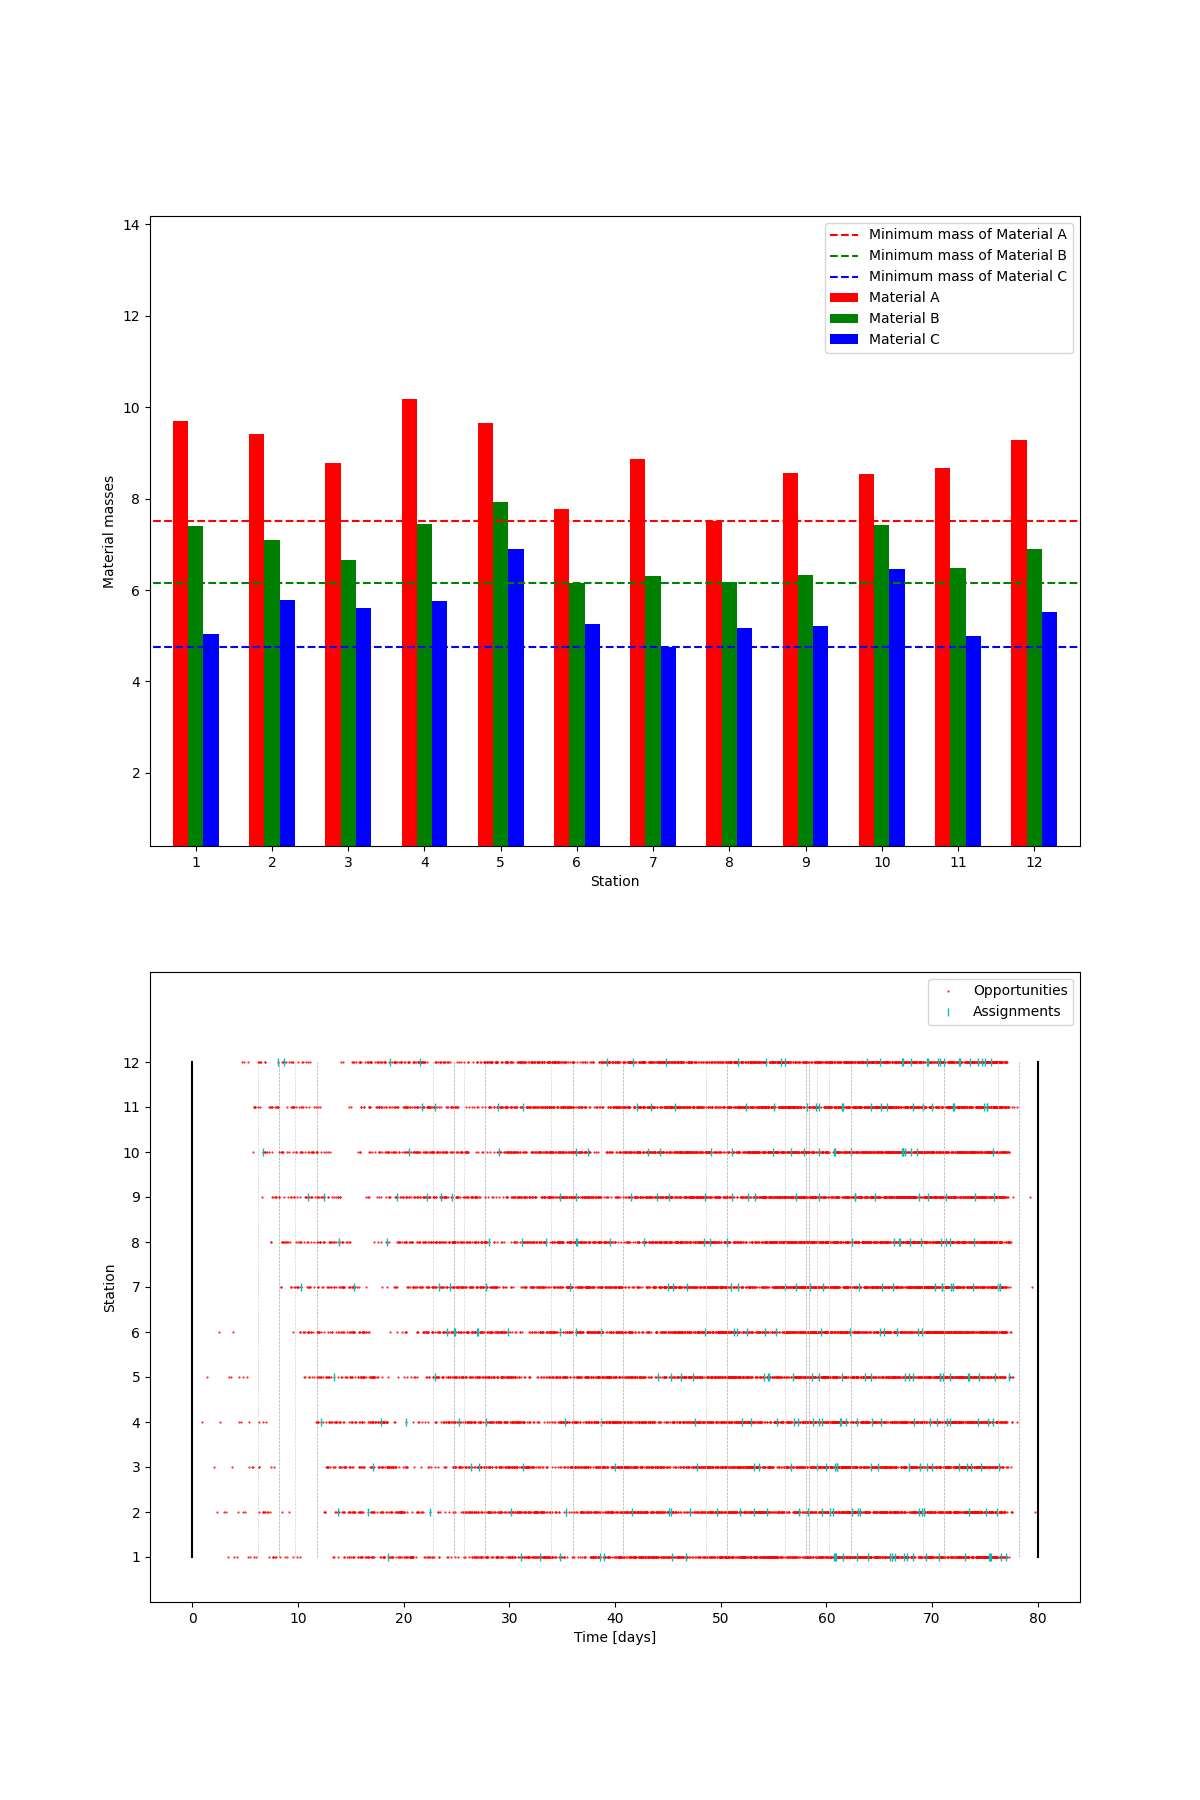 14
12
10
8
6
4
2
Material masses
Minimum mass of Material A
Minimum mass of Material B
Minimum mass of Material C
Material A
Material B
Material C
1 2 3 4 5 6 7 8 9 10 11 12
Station
Opportunities
Assignments
12
11
10
9
8
7
6
5
4
3
2
1
Station
0 10 20 30 40 50 60 70 80
Time [days]